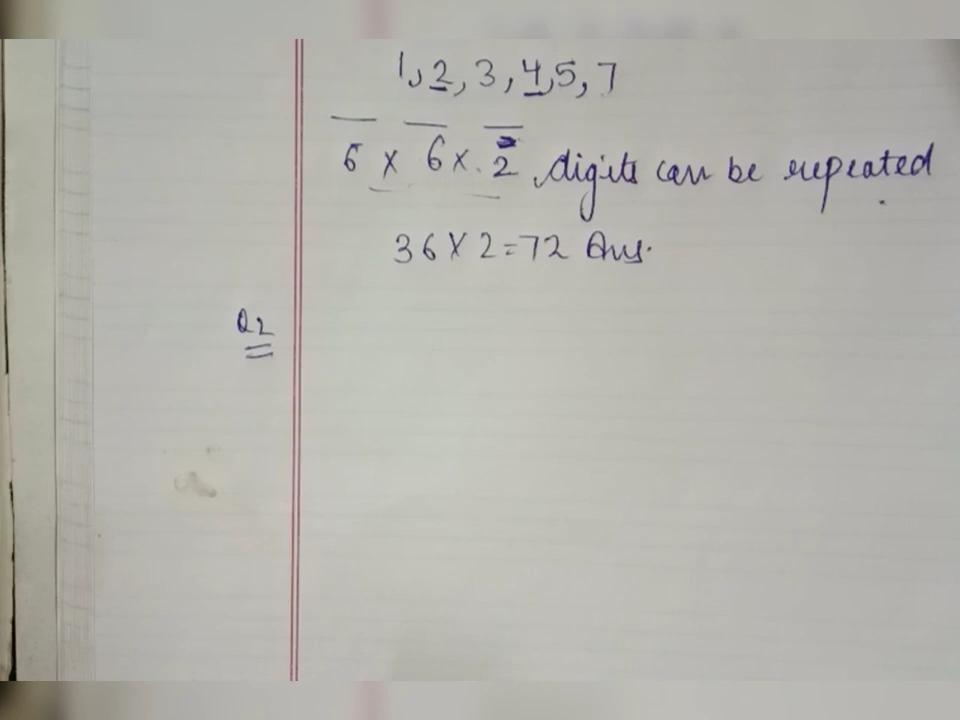 1, 2, 3, 4, 5, 7
6 x 6 x 2, digits can be repeated
36 x 2 = 72 Ans.
Q2